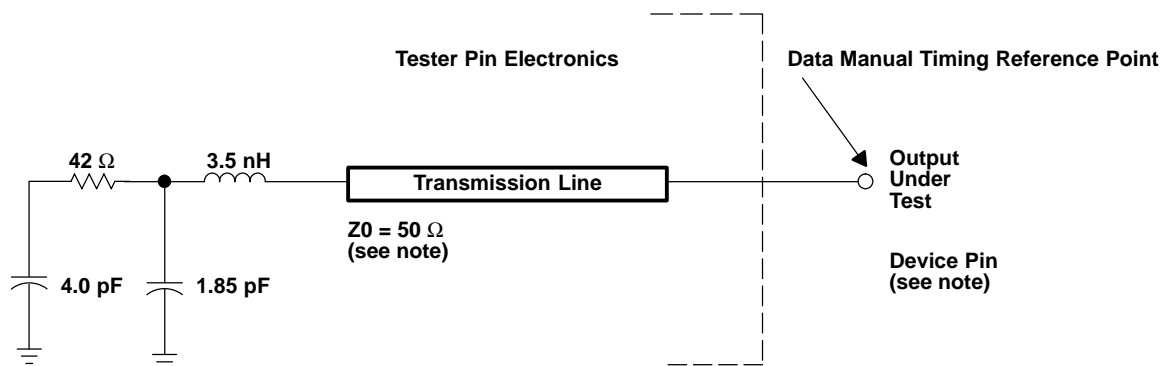 Tester Pin Electronics
Data Manual Timing Reference Point
42 Ω
3.5 nH
Transmission Line
Output
Under
Test
Z0 = 50 Ω
(see note)
Device Pin
(see note)
4.0 pF
1.85 pF